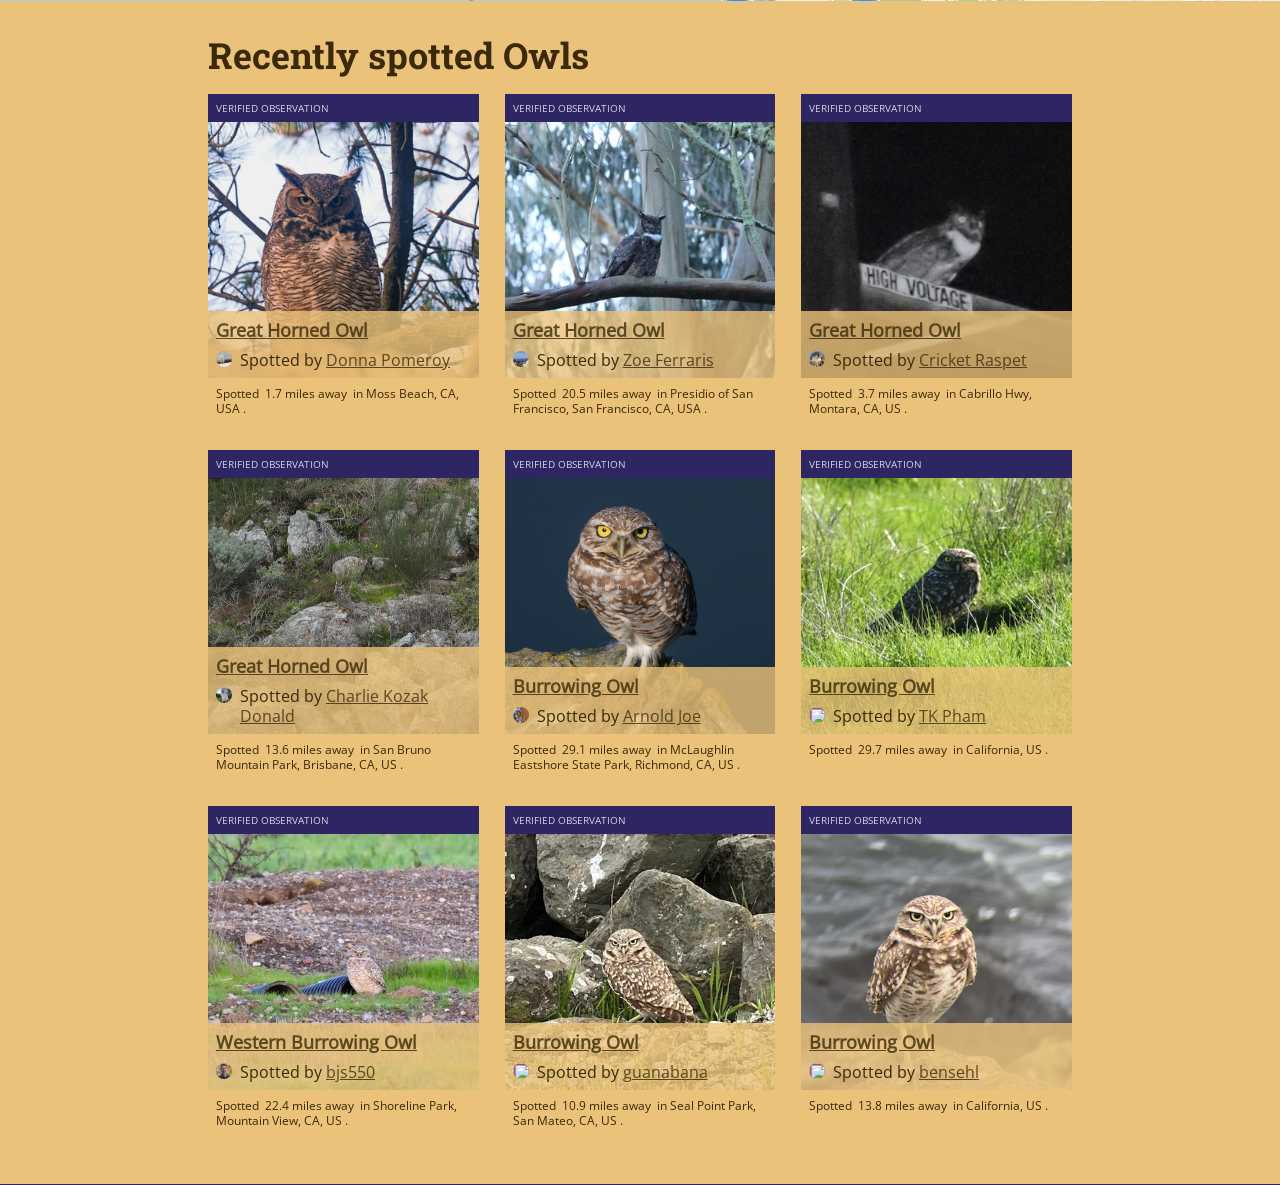 Recently spotted Owls
VERIFIED OBSERVATION
Great Horned Owl
Spotted by Donna Pomeroy
Spotted 1.7 miles away in Moss Beach, CA,
USA .
VERIFIED OBSERVATION
Great Horned Owl
Spotted by Zoe Ferraris
Spotted 20.5 miles away in Presidio of San
Francisco, San Francisco, CA, USA .
VERIFIED OBSERVATION
HIGH VOLTAGE
Great Horned Owl
Spotted by Cricket Raspet
Spotted 3.7 miles away in Cabrillo Hwy,
Montara, CA, US .
VERIFIED OBSERVATION
Great Horned Owl
Spotted by Charlie Kozak
Donald
Spotted 13.6 miles away in San Bruno
Mountain Park, Brisbane, CA, US .
VERIFIED OBSERVATION
Burrowing Owl
Spotted by Arnold Joe
Spotted 29.1 miles away in McLaughlin
Eastshore State Park, Richmond, CA, US .
VERIFIED OBSERVATION
Burrowing Owl
Spotted by TK Pham
Spotted 29.7 miles away in California, US .
VERIFIED OBSERVATION
Western Burrowing Owl
Spotted by bjs550
Spotted 22.4 miles away in Shoreline Park,
Mountain View, CA, US .
VERIFIED OBSERVATION
Burrowing Owl
Spotted by guanabana
Spotted 10.9 miles away in Seal Point Park,
San Mateo, CA, US .
VERIFIED OBSERVATION
Burrowing Owl
Spotted by bensehl
Spotted 13.8 miles away in California, US .